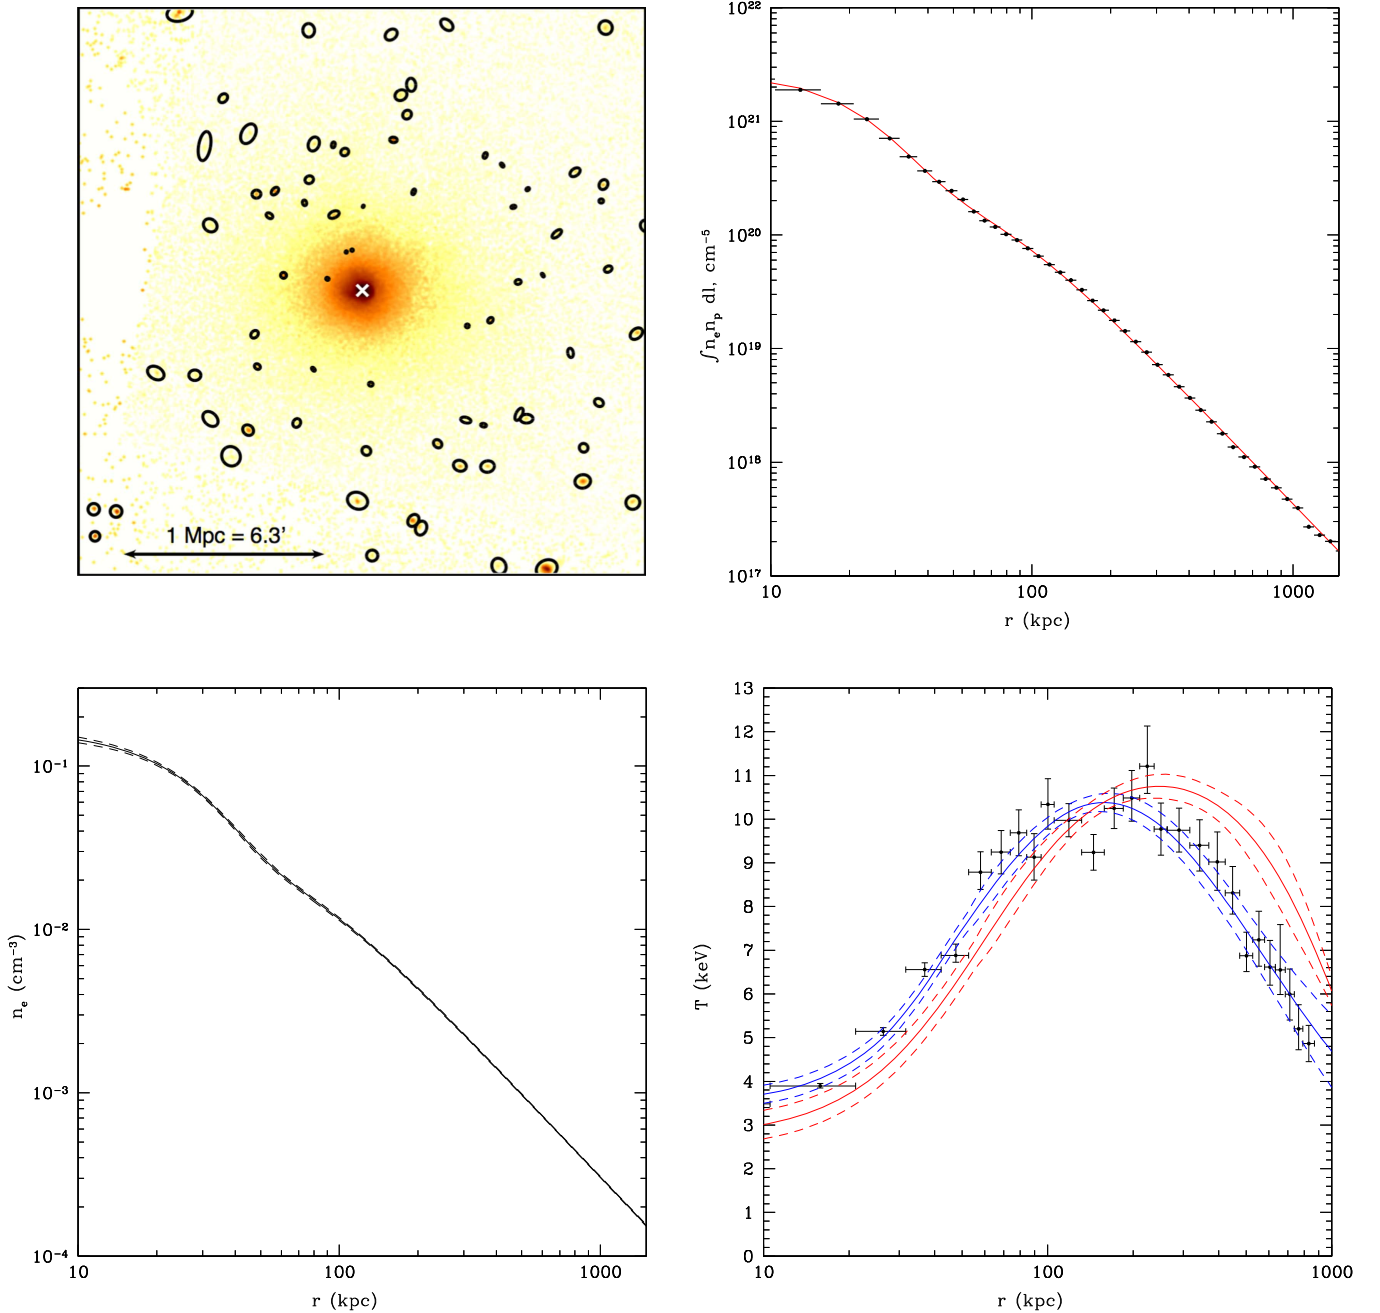 1 Mpc = 6.3’
10²²
10²¹
10²⁰
10¹⁹
10¹⁸
10¹⁷
∫nₑnₚ dl, cm⁻⁵
10 100 1000
r (kpc)
10⁻¹
10⁻²
10⁻³
10⁻⁴
nₑ (cm⁻³)
10 100 1000
r (kpc)
13
12
11
10
9
8
7
6
5
4
3
2
1
0
T (keV)
10 100 1000
r (kpc)